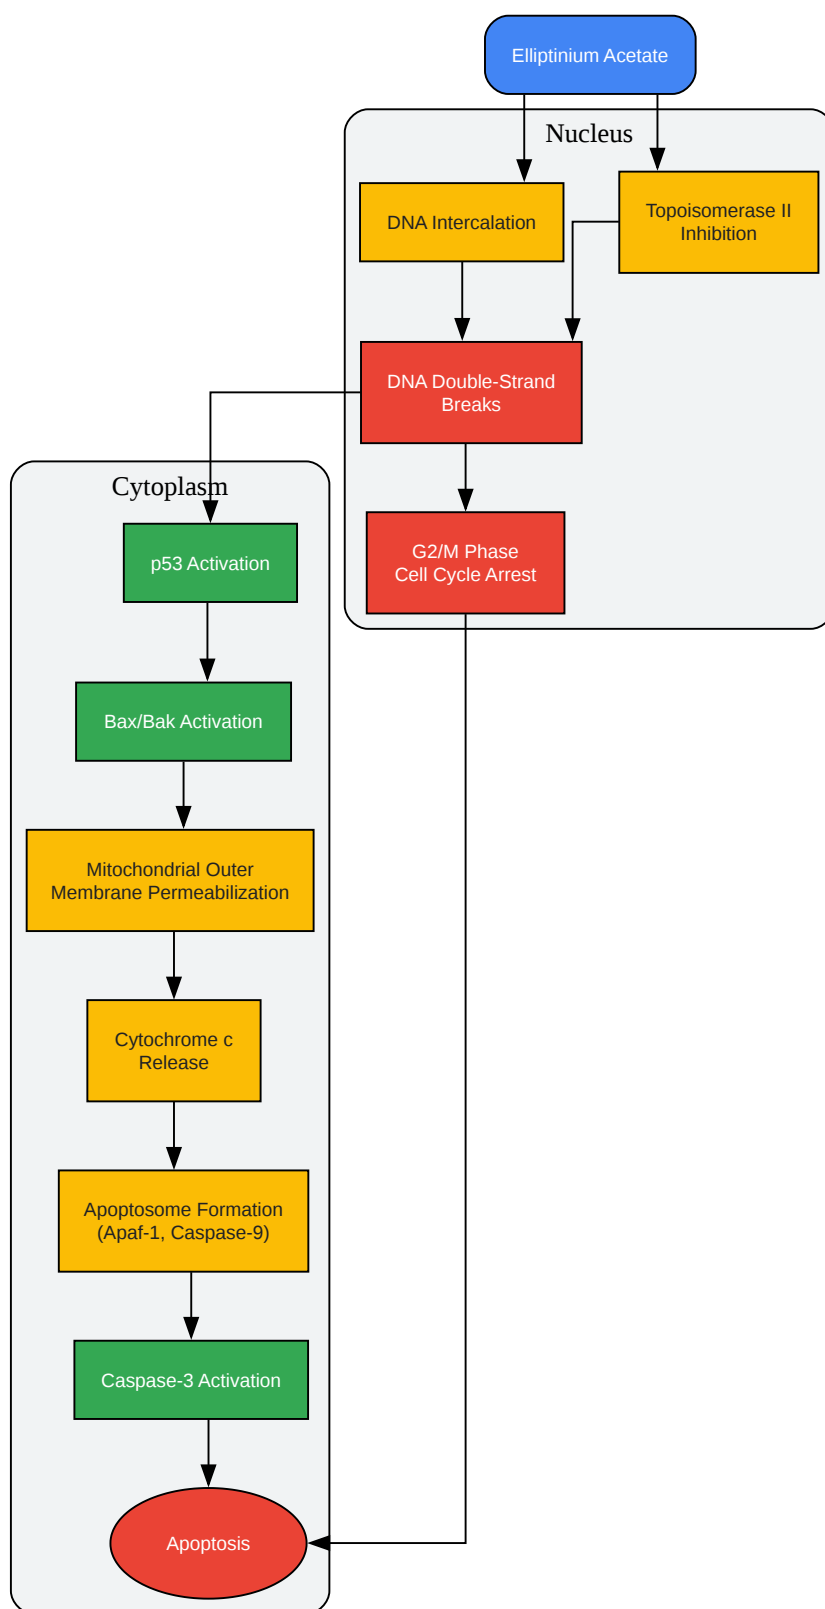 Elliptinium Acetate
Nucleus
DNA Intercalation
Topoisomerase II
Inhibition
DNA Double-Strand
Breaks
G2/M Phase
Cell Cycle Arrest
Cytoplasm
p53 Activation
Bax/Bak Activation
Mitochondrial Outer
Membrane Permeabilization
Cytochrome c
Release
Apoptosome Formation
(Apaf-1, Caspase-9)
Caspase-3 Activation
Apoptosis